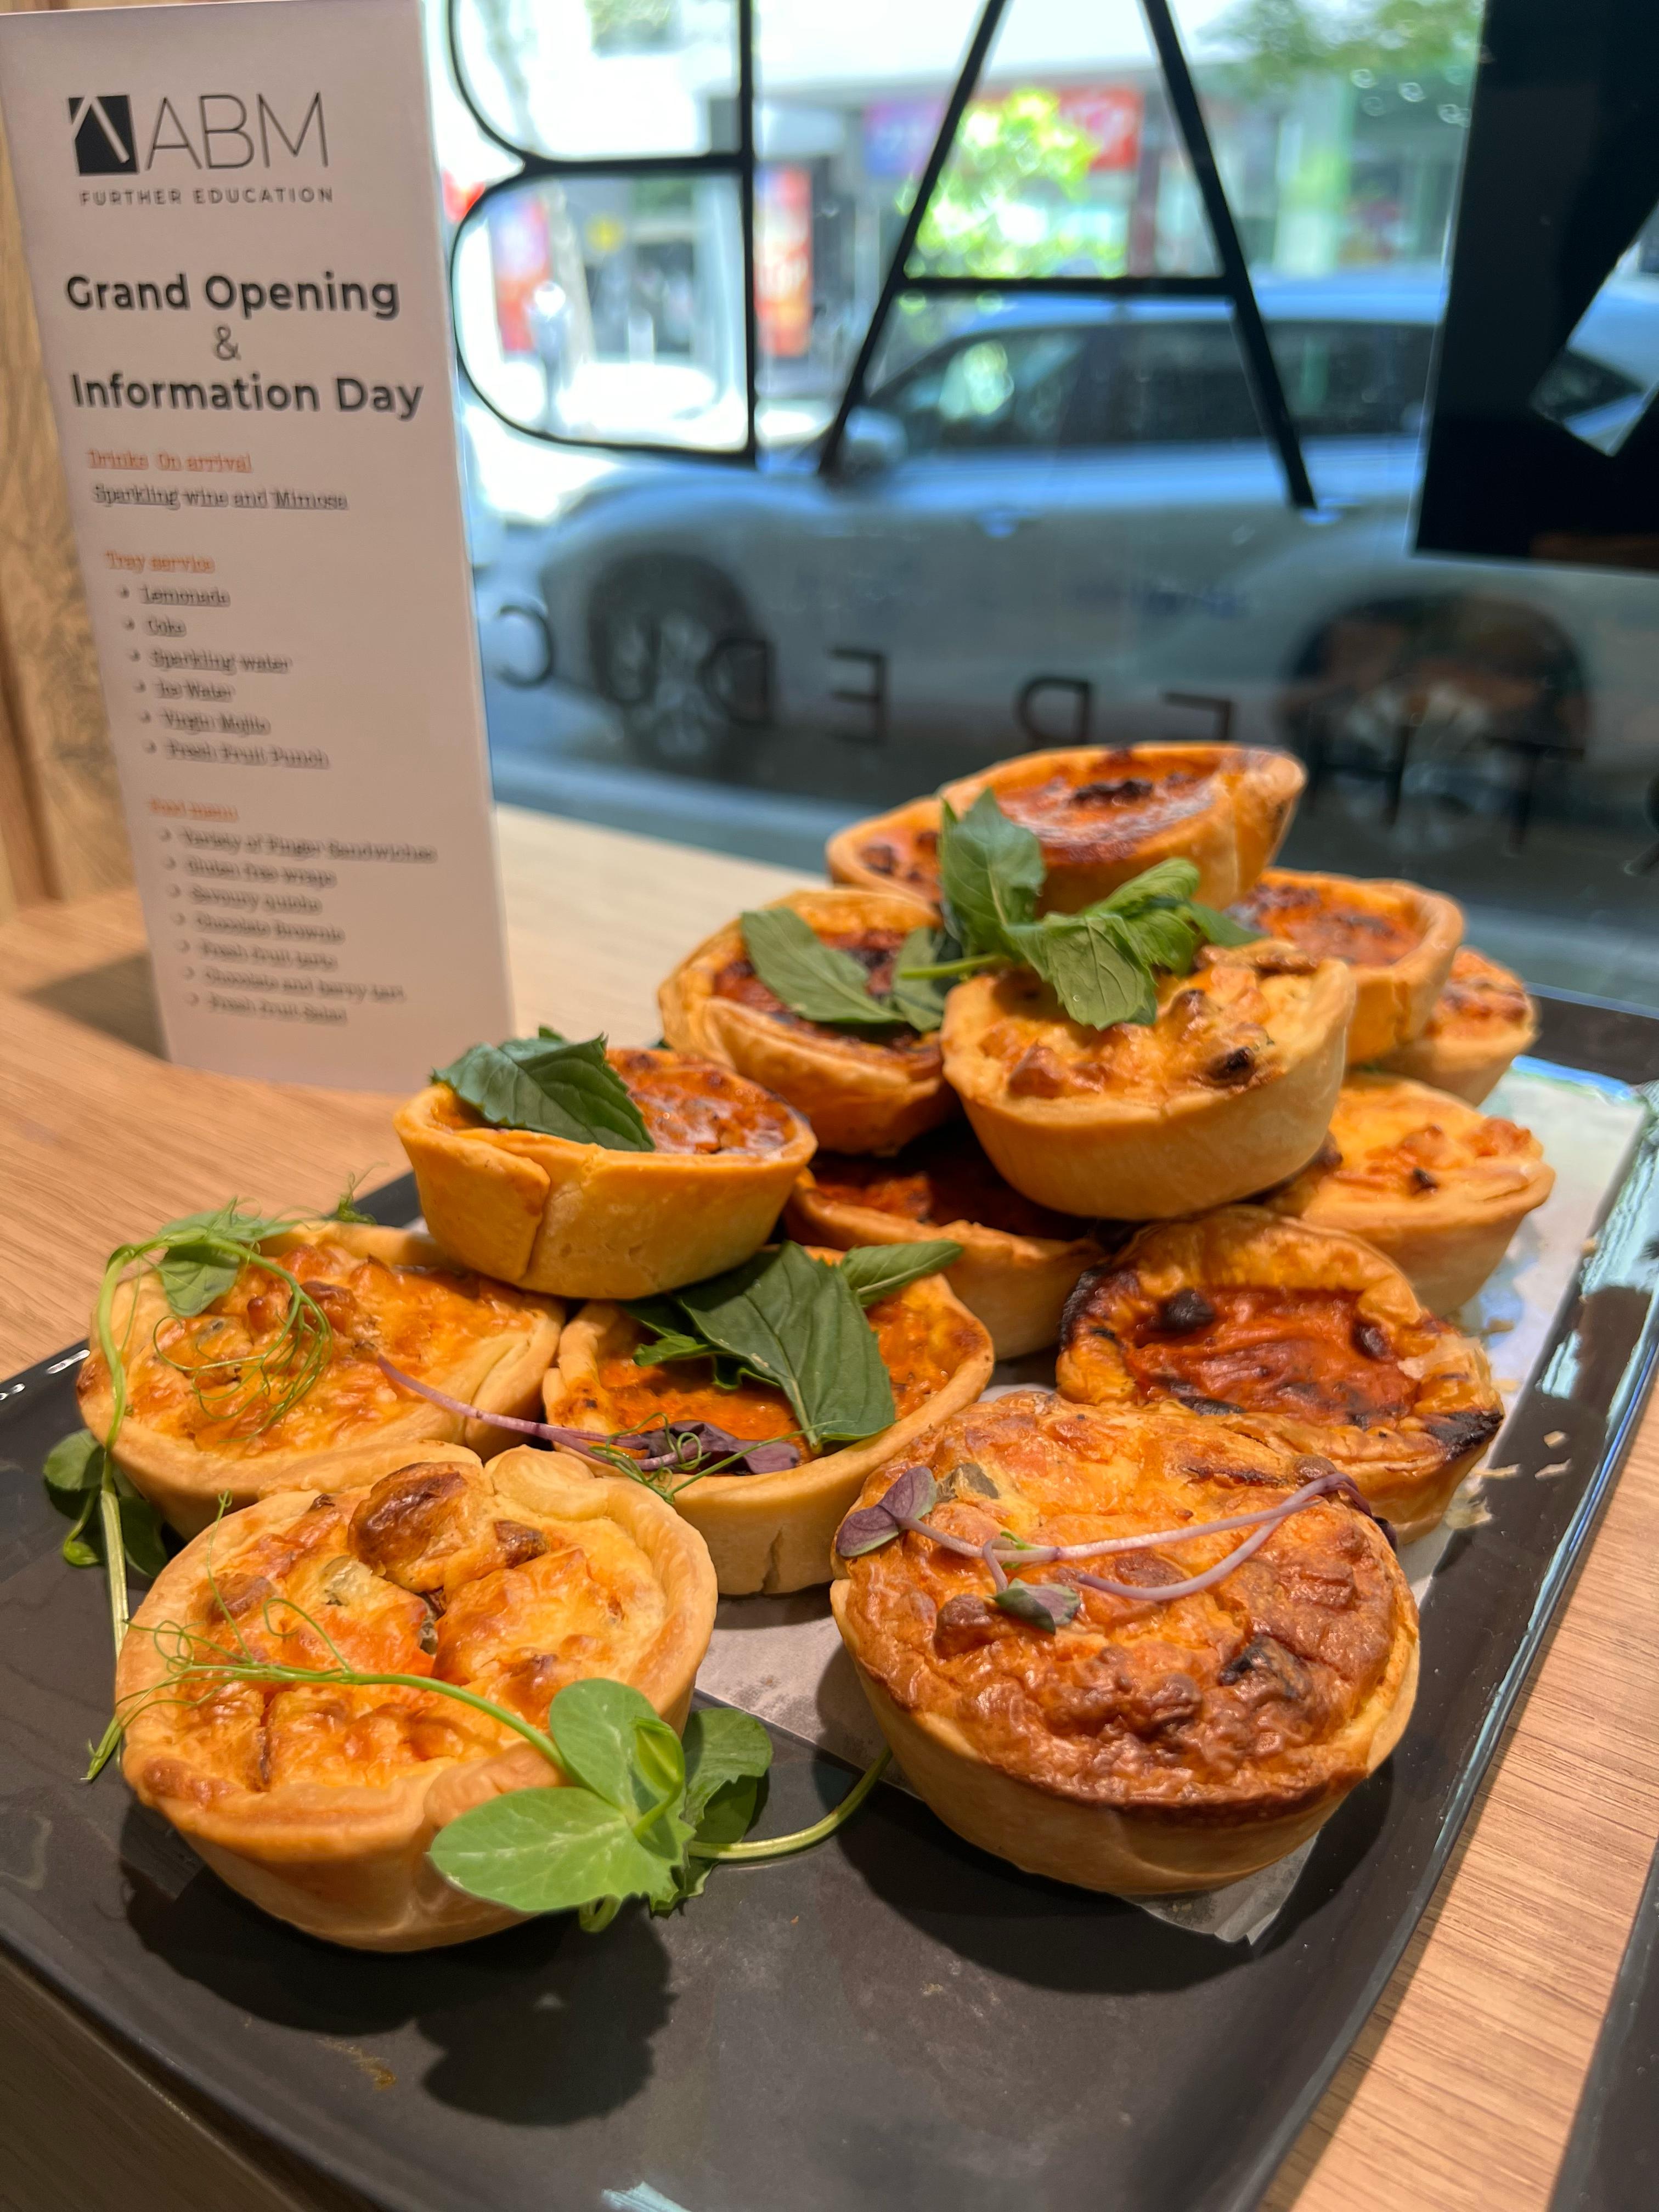 ABM
FURTHER EDUCATION
Grand Opening
&
Information Day
Drinks On arrival
Sparkling wine and Mimosa
Tray service
Lemonade
Coke
Sparkling water
Ice Water
Virgin Mojito
Fresh Fruit Punch
Food menu
Variety of Finger Sandwiches
Gluten free wraps
Savoury quiche
Chocolate Brownie
Fresh fruit tarts
Chocolate and berry tart
Fresh fruit Salad
BA